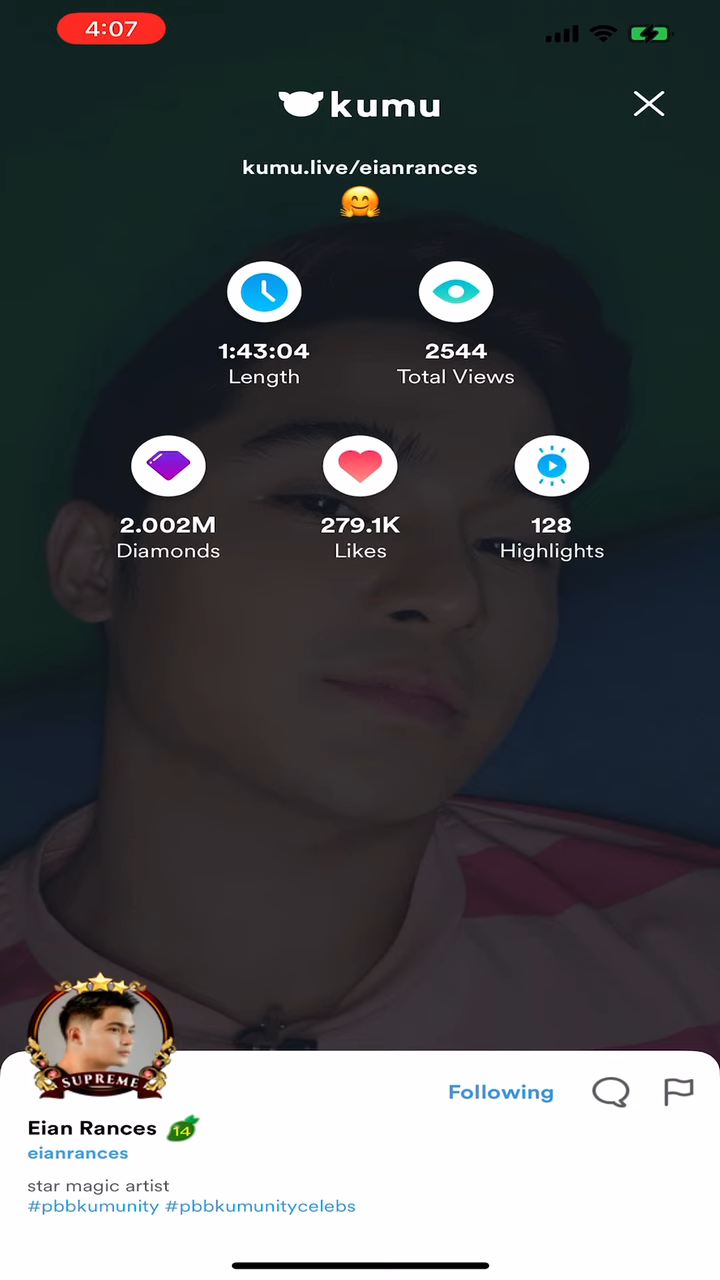 4:07
kumu
kumu.live/eianrances
1:43:04
Length
2544
Total Views
2.002M
Diamonds
279.1K
Likes
128
Highlights
SUPREME
Following
Eian Rances 14
eianrances
star magic artist
#pbbkumunity #pbbkumunitycelebs